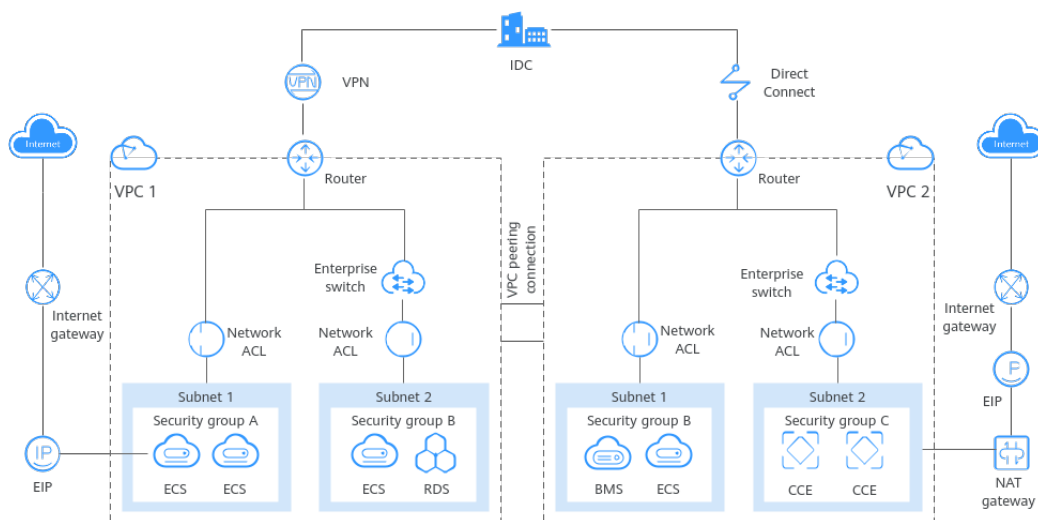 IDC
VPN
VPN
Direct
Connect
Internet
Internet
VPC 1
Router
Router
VPC 2
VPC peering
connection
Enterprise
switch
Enterprise
switch
Internet
gateway
Internet
gateway
Network
ACL
Network
ACL
Network
ACL
Network
ACL
Subnet 1
Subnet 2
Subnet 1
Subnet 2
Security group A
Security group B
Security group B
Security group C
IP
EIP
ECS
ECS
ECS
RDS
BMS
ECS
CCE
CCE
P
EIP
NAT
gateway